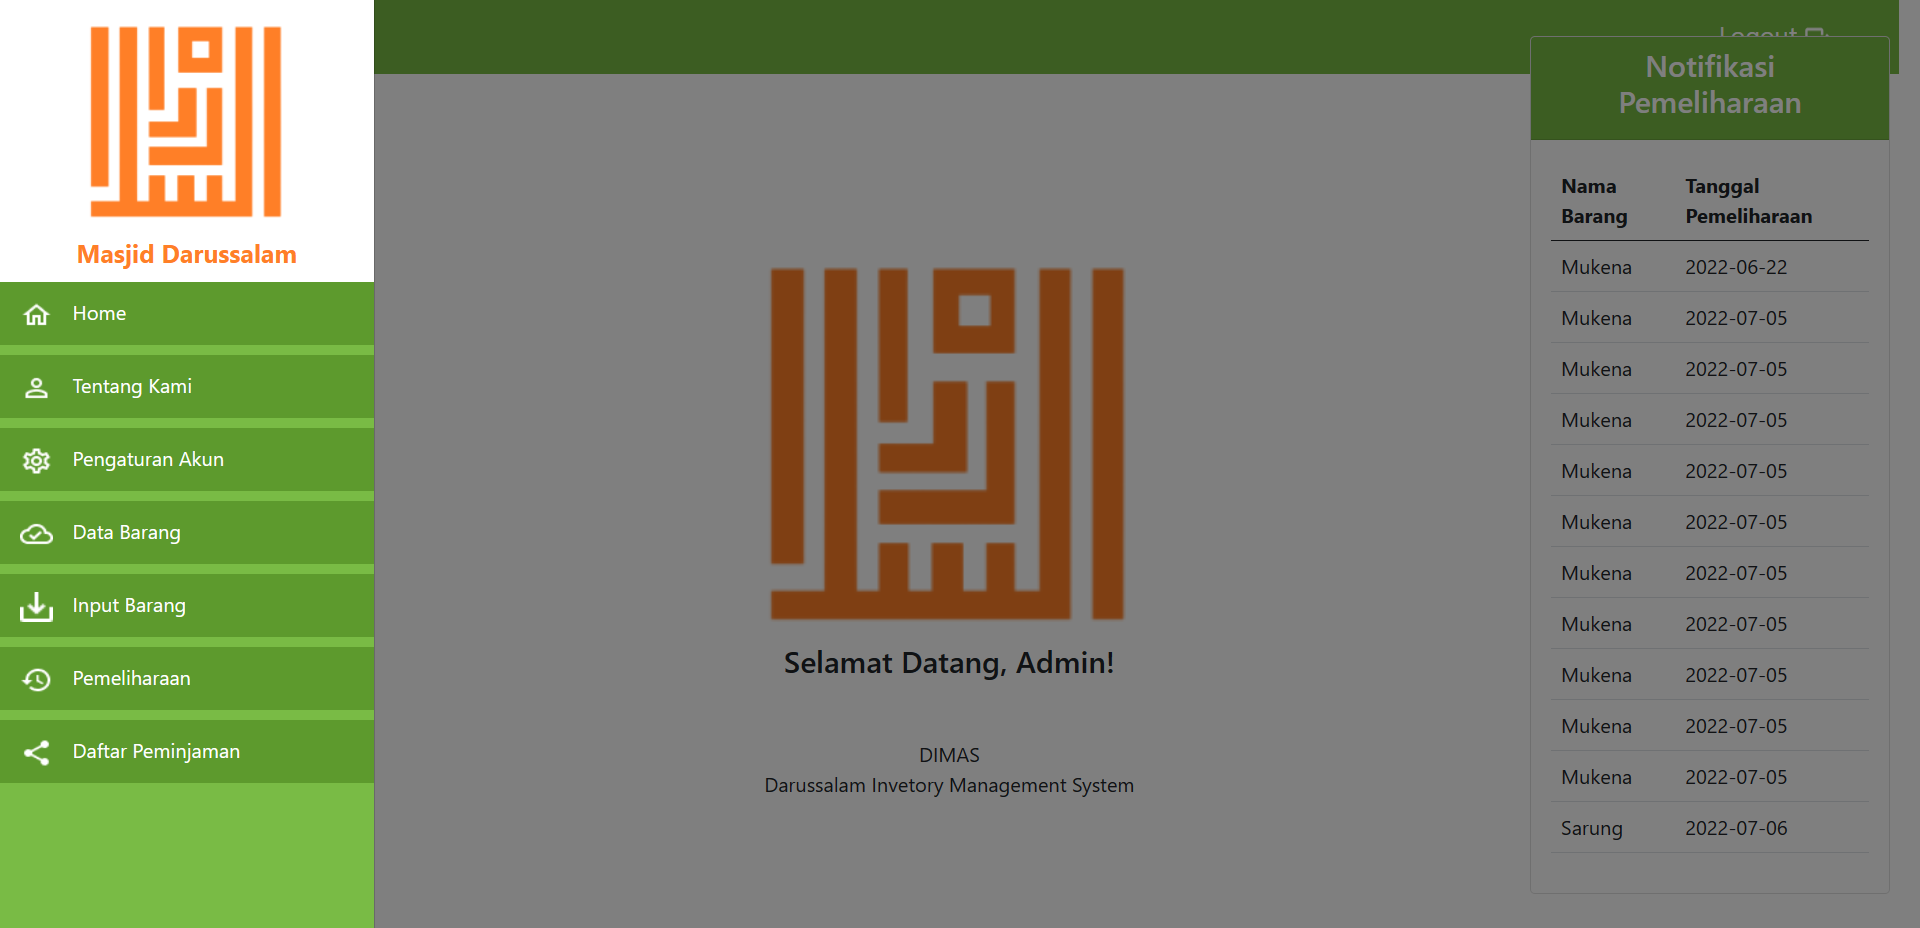 Masjid Darussalam
Home
Tentang Kami
Pengaturan Akun
Data Barang
Input Barang
Pemeliharaan
Daftar Peminjaman
Logout
Selamat Datang, Admin!
DIMAS
Darussalam Invetory Management System
Notifikasi
Pemeliharaan
Nama Barang Tanggal Pemeliharaan
Mukena 2022-06-22
Mukena 2022-07-05
Mukena 2022-07-05
Mukena 2022-07-05
Mukena 2022-07-05
Mukena 2022-07-05
Mukena 2022-07-05
Mukena 2022-07-05
Mukena 2022-07-05
Mukena 2022-07-05
Mukena 2022-07-05
Sarung 2022-07-06